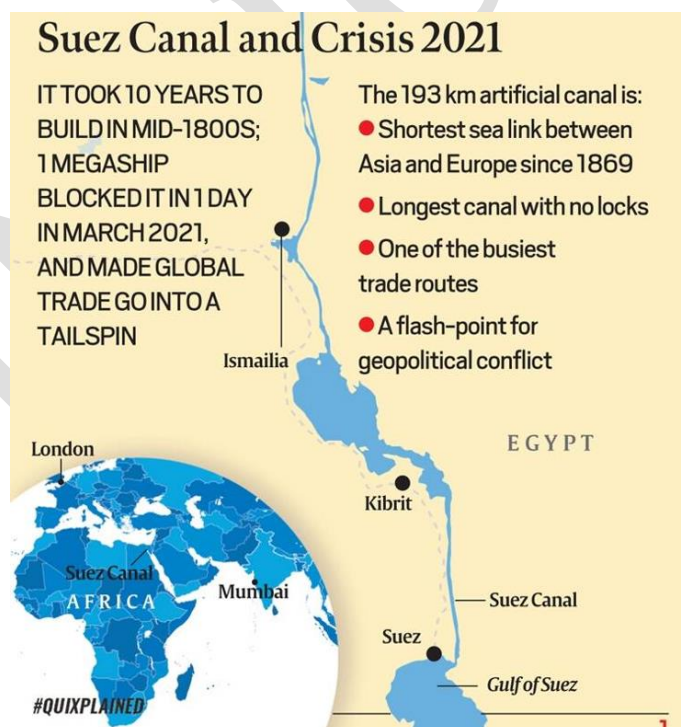 Suez Canal and Crisis 2021
IT TOOK 10 YEARS TO
BUILD IN MID-1800S;
1 MEGASHIP
BLOCKED IT IN 1 DAY
IN MARCH 2021,
AND MADE GLOBAL
TRADE GO INTO A
TAILSPIN
The 193 km artificial canal is:
● Shortest sea link between
Asia and Europe since 1869
● Longest canal with no locks
● One of the busiest
trade routes
● A flash-point for
geopolitical conflict
Ismailia
EGYPT
Kibrit
Suez Canal
Suez
Gulf of Suez
London
Suez Canal
AFRICA
Mumbai
#QUIXPLAINED